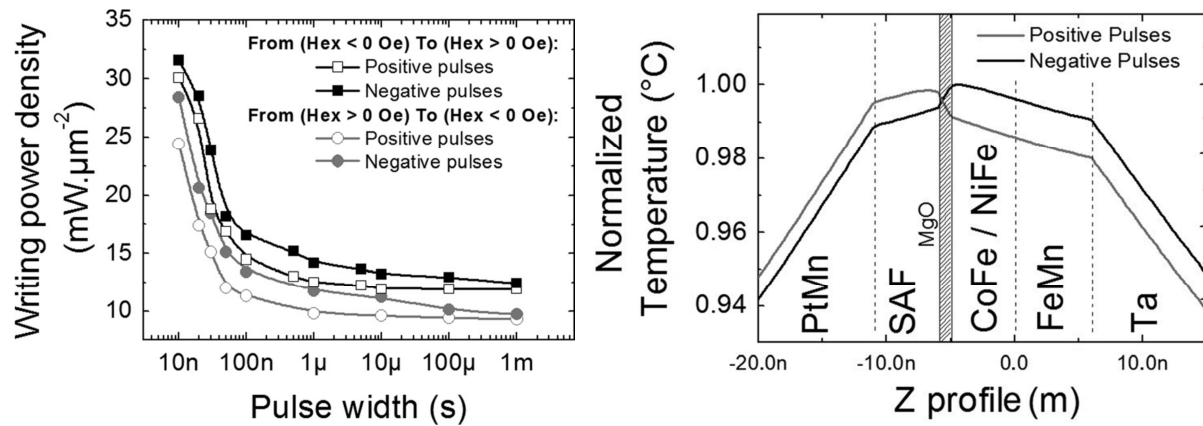 Writing power density
(mW.µm⁻²)
35
30
25
20
15
10
From (Hex < 0 Oe) To (Hex > 0 Oe):
Positive pulses
Negative pulses
From (Hex > 0 Oe) To (Hex < 0 Oe):
Positive pulses
Negative pulses
10n 100n 1µ 10µ 100µ 1m
Pulse width (s)
Normalized
Temperature (°C)
1.00
0.98
0.96
0.94
Positive Pulses
Negative Pulses
PtMn
SAF
MgO
CoFe / NiFe
FeMn
Ta
-20.0n -10.0n 0.0 10.0n
Z profile (m)